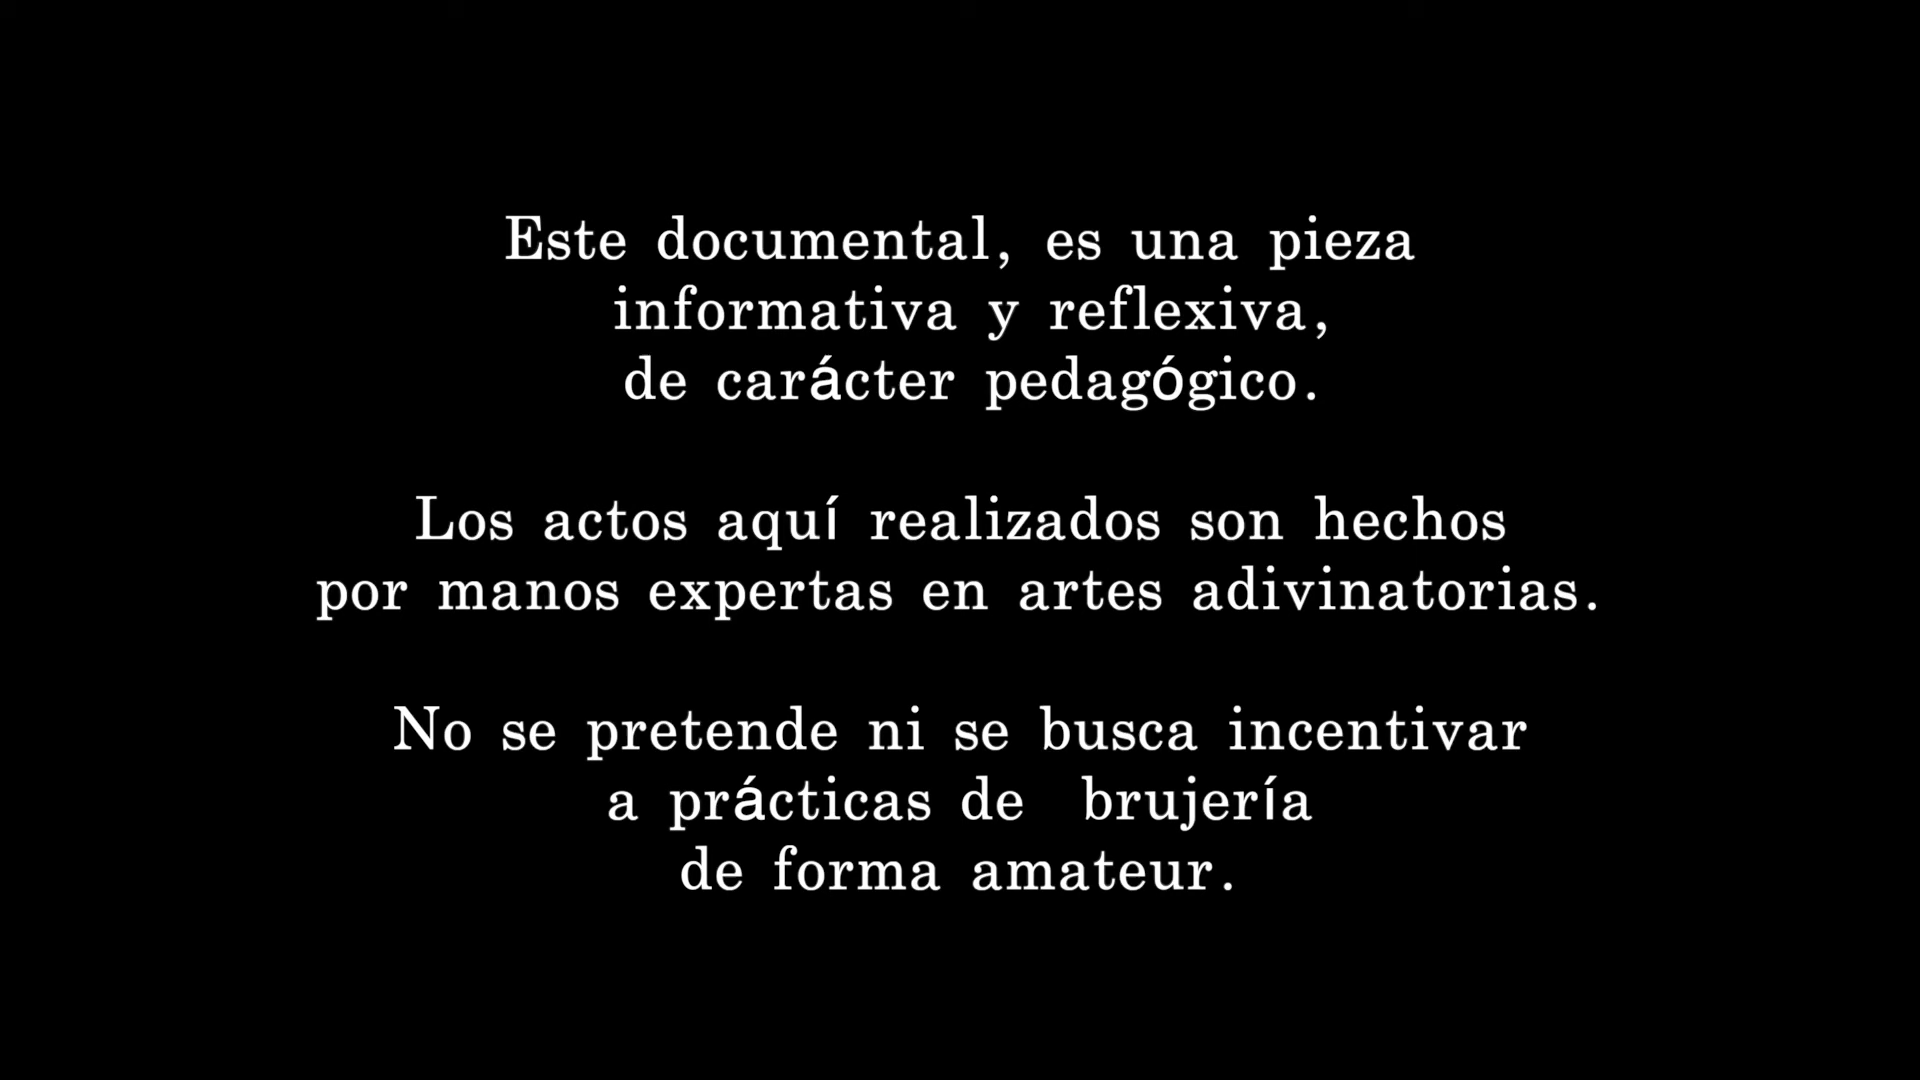 Este documental, es una pieza
informativa y reflexiva,
de carácter pedagógico.
Los actos aquí realizados son hechos
por manos expertas en artes adivinatorias.
No se pretende ni se busca incentivar
a prácticas de  brujería
de forma amateur.